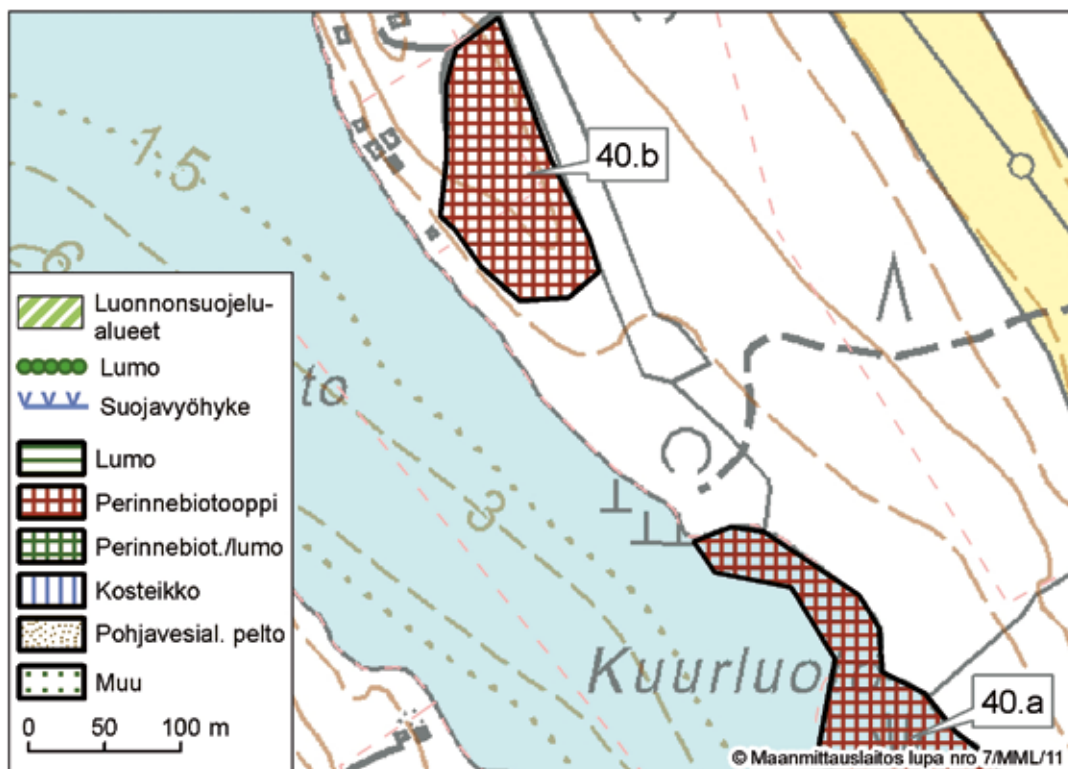 40.b
1.5
6
to
3
Kuurluo
40.a
Luonnonsuojelu-
alueet
Lumo
Suojavyöhyke
Lumo
Perinnebiotooppi
Perinnebiot./lumo
Kosteikko
Pohjavesial. pelto
Muu
0 50 100 m
© Maanmittauslaitos lupa nro 7/MML/11